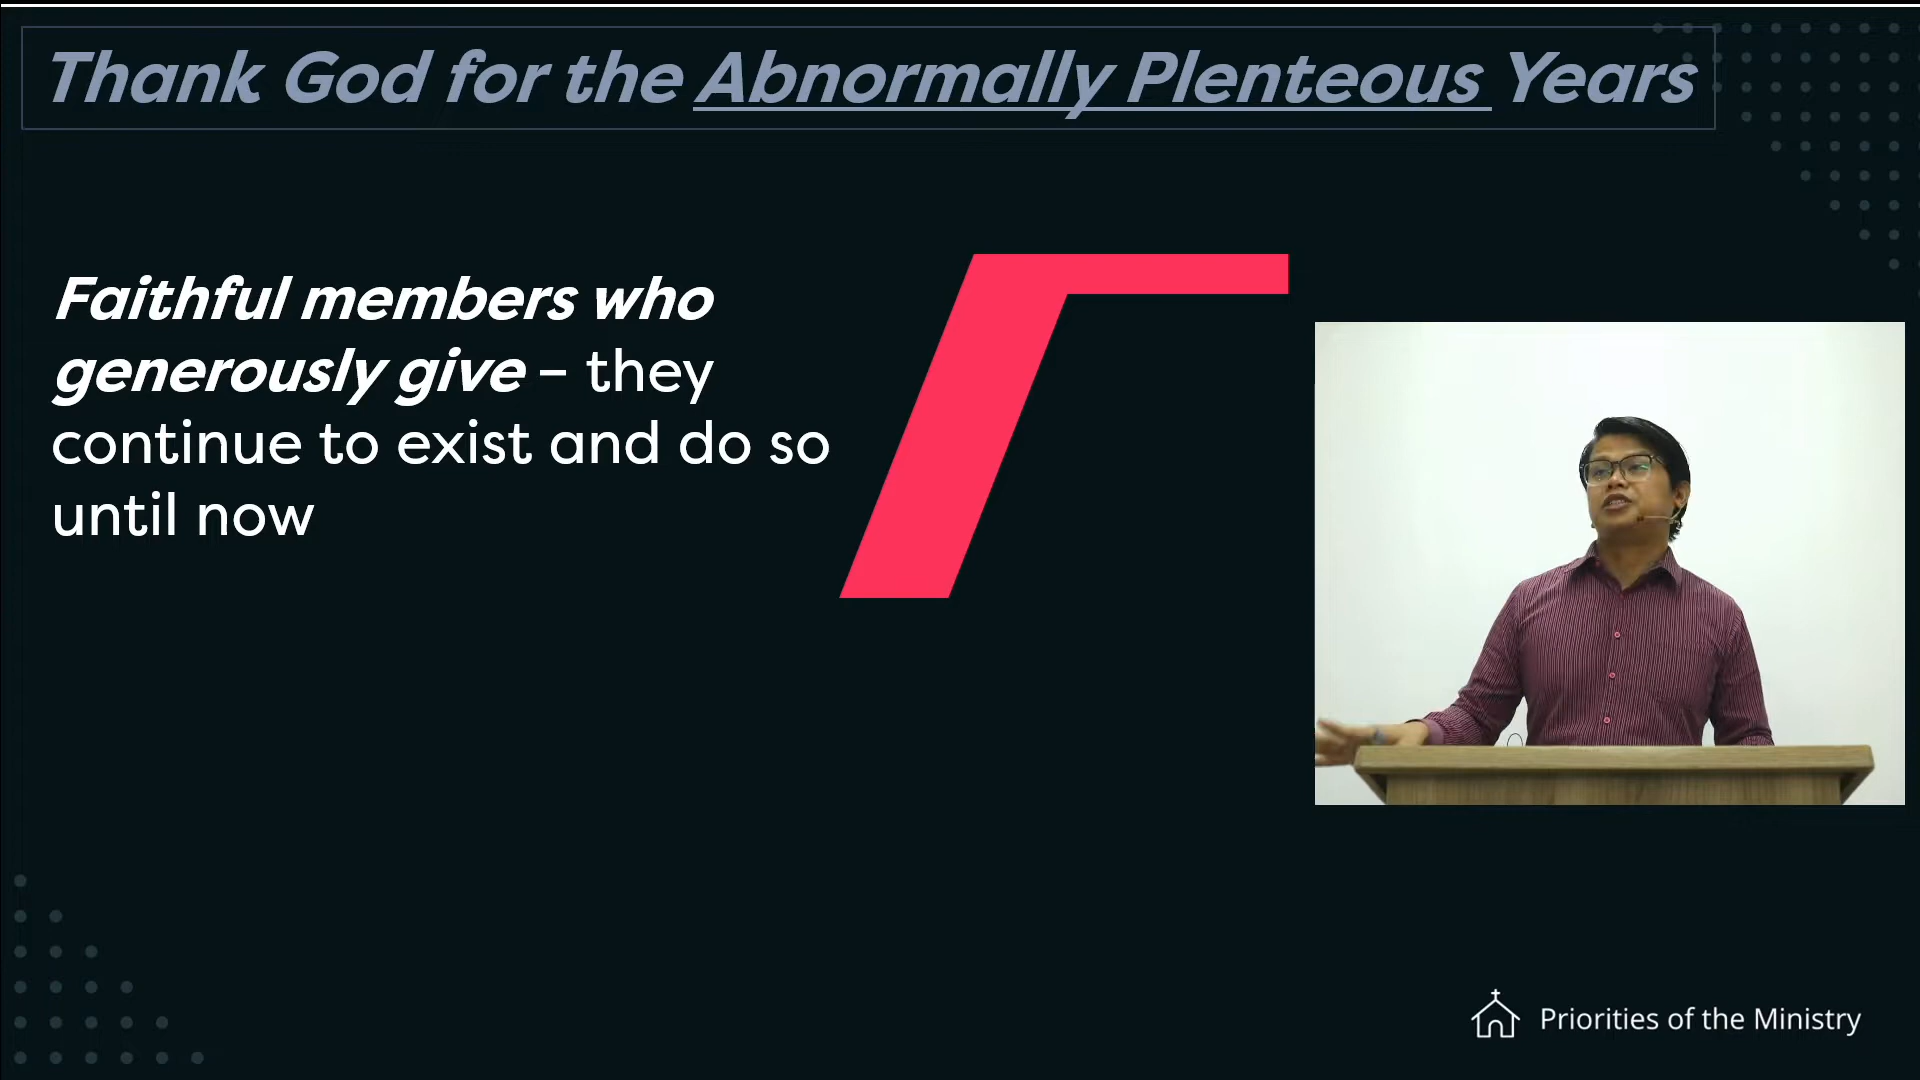 Thank God for the Abnormally Plenteous Years
Faithful members who
generously give – they
continue to exist and do so
until now
Priorities of the Ministry